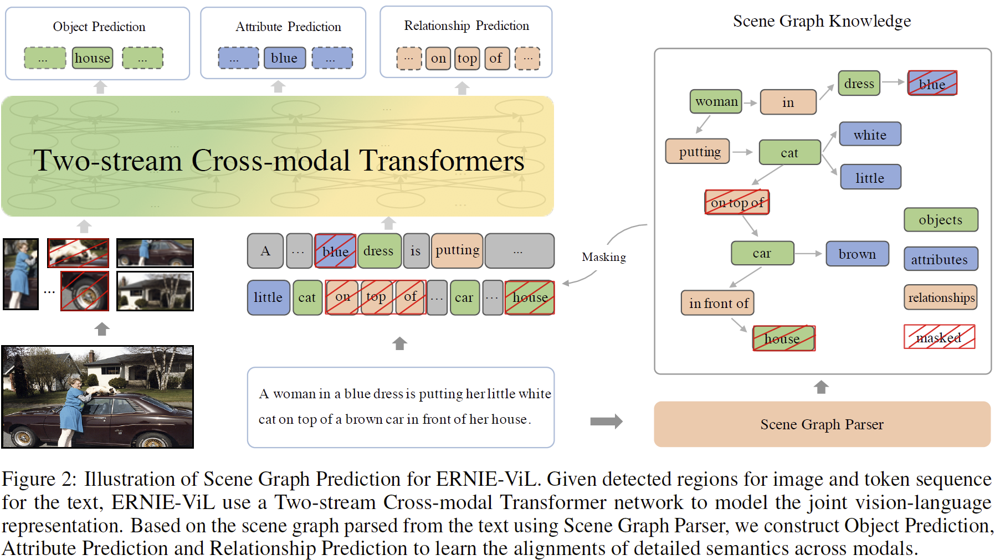 Object Prediction
... house ...
Attribute Prediction
... blue ...
Relationship Prediction
... on top of ...
Two-stream Cross-modal Transformers
...
A ... blue dress is putting ...
little cat on top of ... car ... house
A woman in a blue dress is putting her little white
cat on top of a brown car in front of her house.
Masking
Scene Graph Knowledge
dress blue
woman in
white
putting cat
little
on top of
objects
car brown
attributes
in front of
relationships
house
masked
Scene Graph Parser
Figure 2: Illustration of Scene Graph Prediction for ERNIE-ViL. Given detected regions for image and token sequence
for the text, ERNIE-ViL use a Two-stream Cross-modal Transformer network to model the joint vision-language
representation. Based on the scene graph parsed from the text using Scene Graph Parser, we construct Object Prediction,
Attribute Prediction and Relationship Prediction to learn the alignments of detailed semantics across modals.